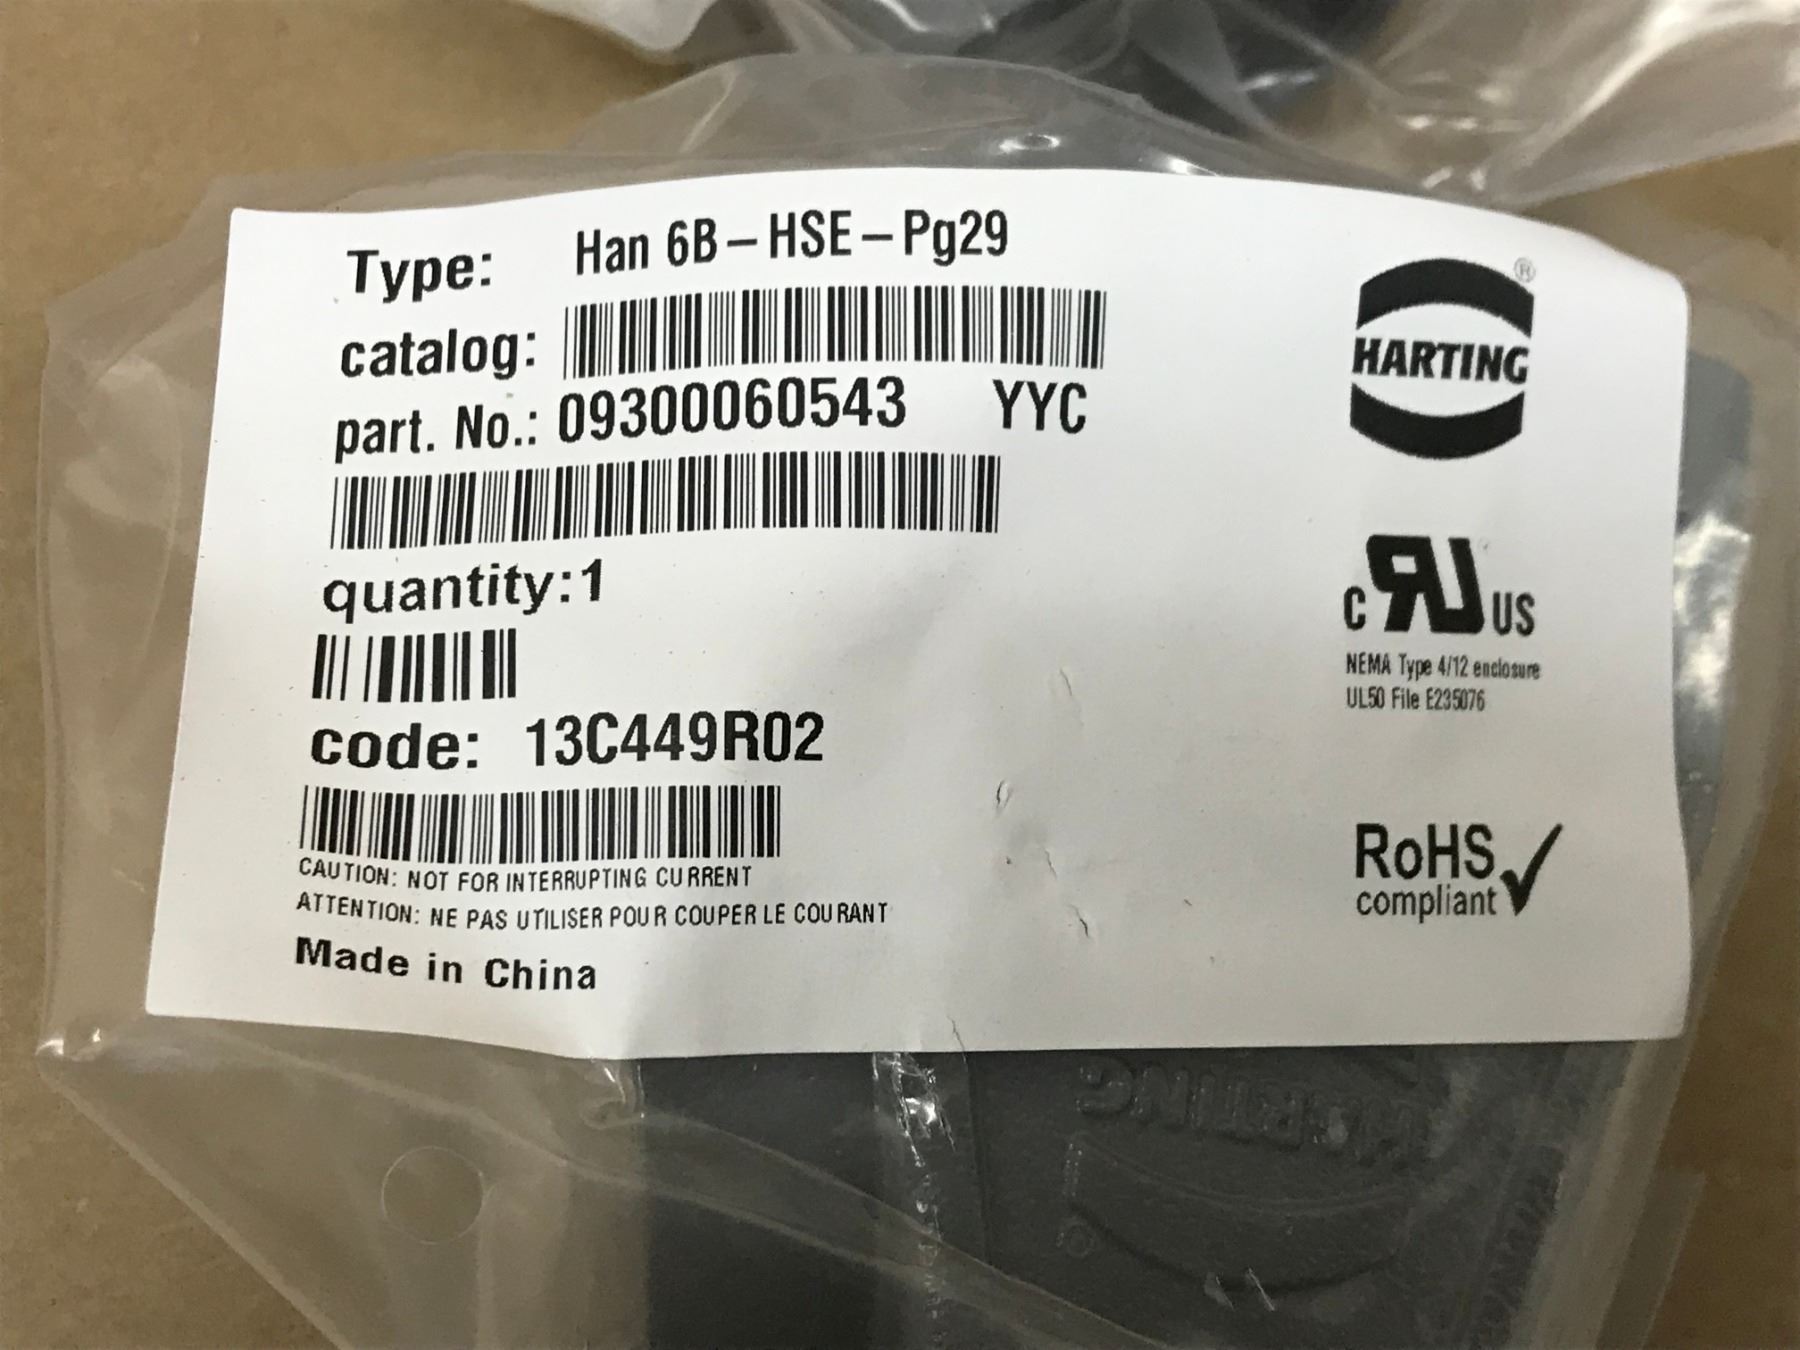 Type: Han 6B – HSE – Pg29
catalog:
part. No.: 09300060543 YYC
quantity:1
code: 13C449R02
CAUTION: NOT FOR INTERRUPTING CURRENT
ATTENTION: NE PAS UTILISER POUR COUPER LE COURANT
Made in China
®
HARTING
C RU US
NEMA Type 4/12 enclosure
UL50 File E235076
RoHS
compliant
HARTING